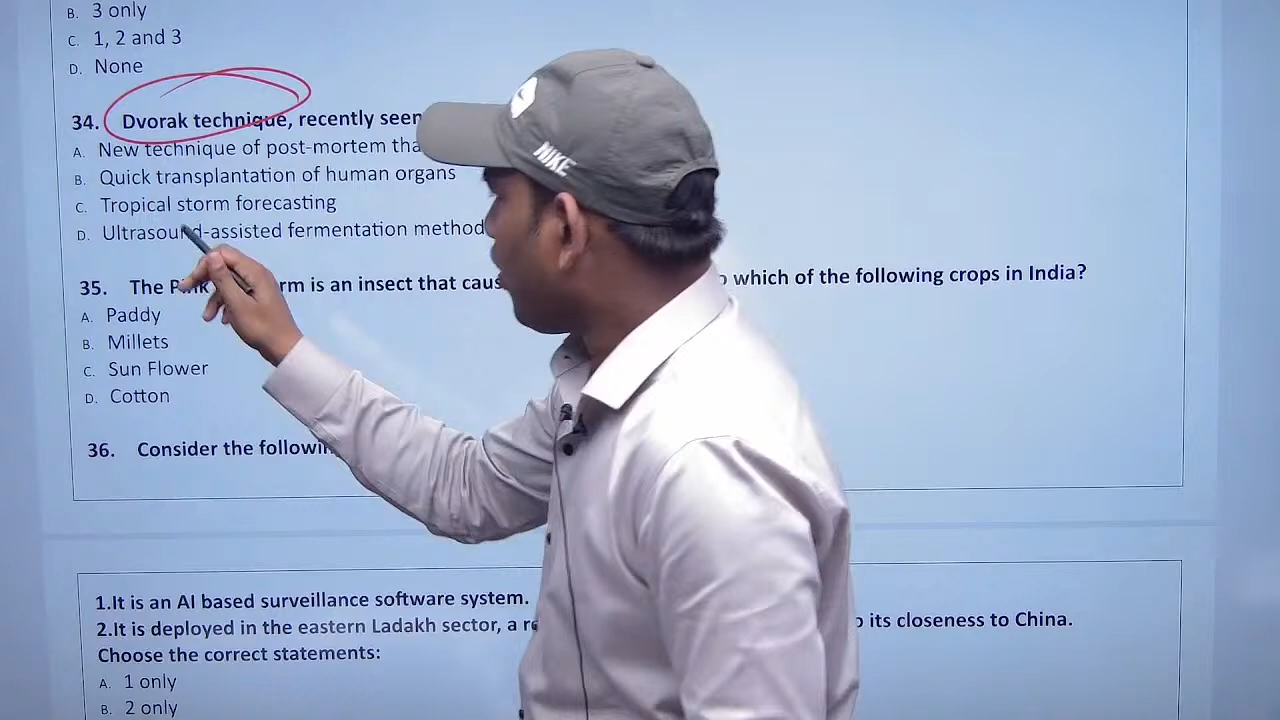 B. 3 only
C. 1, 2 and 3
D. None
34. Dvorak technique, recently seen
A. New technique of post-mortem
B. Quick transplantation of human organs
C. Tropical storm forecasting
D. Ultrasound-assisted fermentation method
35. The is an insect that which of the following crops in India?
A. Paddy
B. Millets
C. Sun Flower
D. Cotton
36. Consider the
1.It is an AI based surveillance software system.
2.It is deployed in the eastern Ladakh sector, a its closeness to China.
Choose the correct statements:
A. 1 only
B. 2 only
NIKE